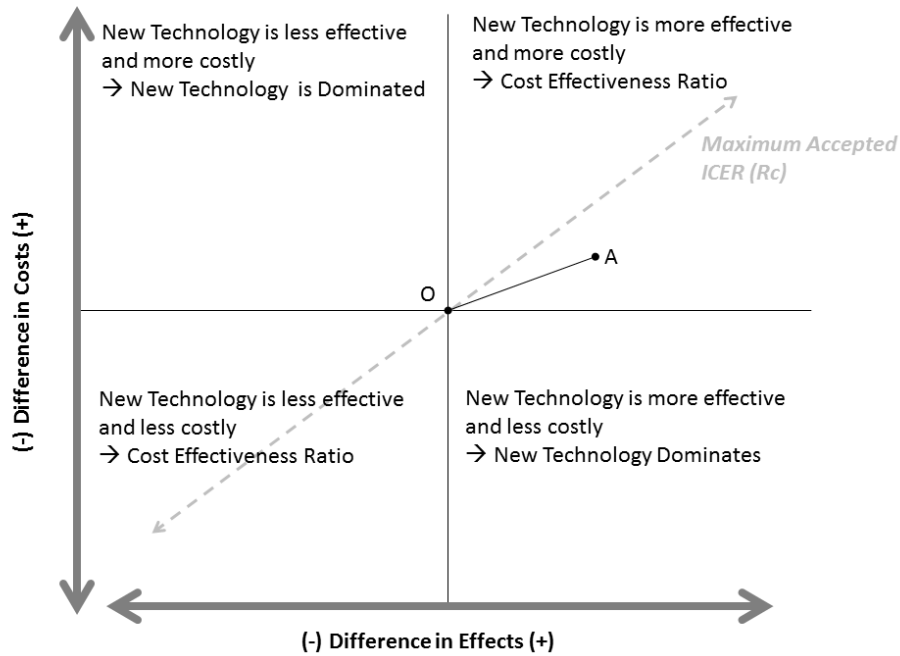 New Technology is less effective
and more costly
→ New Technology is Dominated
New Technology is more effective
and more costly
→ Cost Effectiveness Ratio
Maximum Accepted
ICER (Rc)
A
O
(-) Difference in Costs (+)
New Technology is less effective
and less costly
→ Cost Effectiveness Ratio
New Technology is more effective
and less costly
→ New Technology Dominates
(-) Difference in Effects (+)